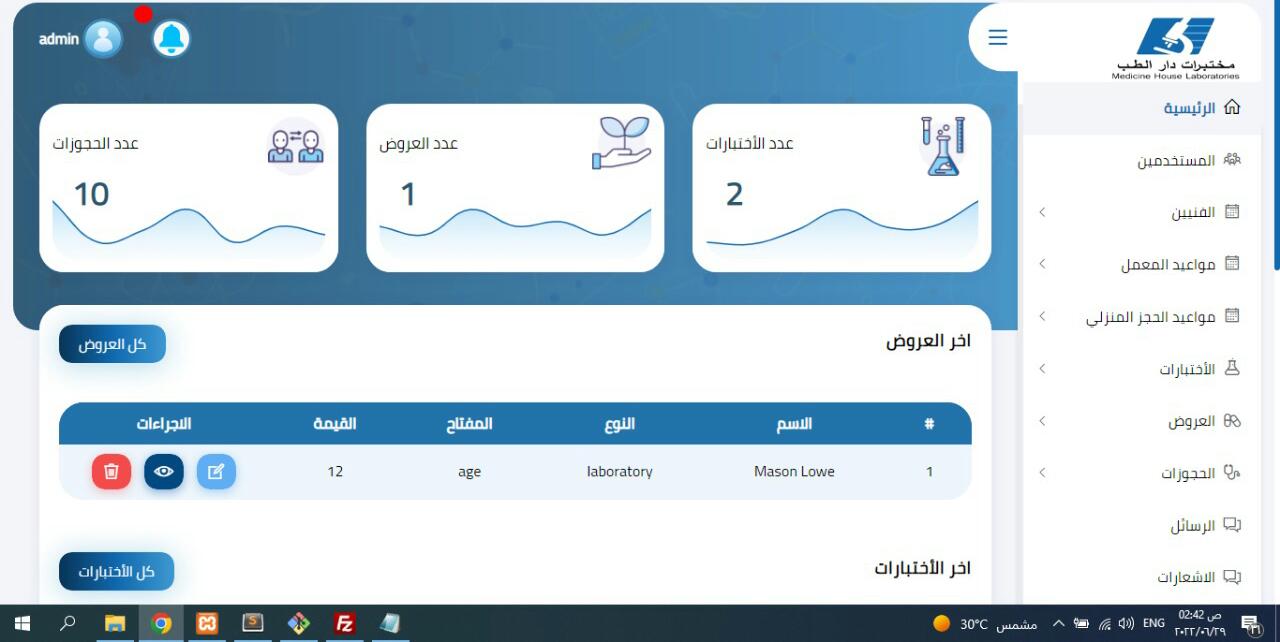 admin
مختبرات دار الطب
Medicine House Laboratories
الرئيسية
المستخدمين
الفنيين
مواعيد المعمل
مواعيد الحجز المنزلي
الأختبارات
العروض
الحجوزات
الرسائل
الاشعارات
عدد الأختبارات
2
عدد العروض
1
عدد الحجوزات
10
اخر العروض
كل العروض
# الاسم النوع المفتاح القيمة الاجراءات
1 Mason Lowe laboratory age 12
اخر الأختبارات
كل الأختبارات
30°C مشمس
ENG
02:42 ص
٢٠٢٢/٠٦/٢٩